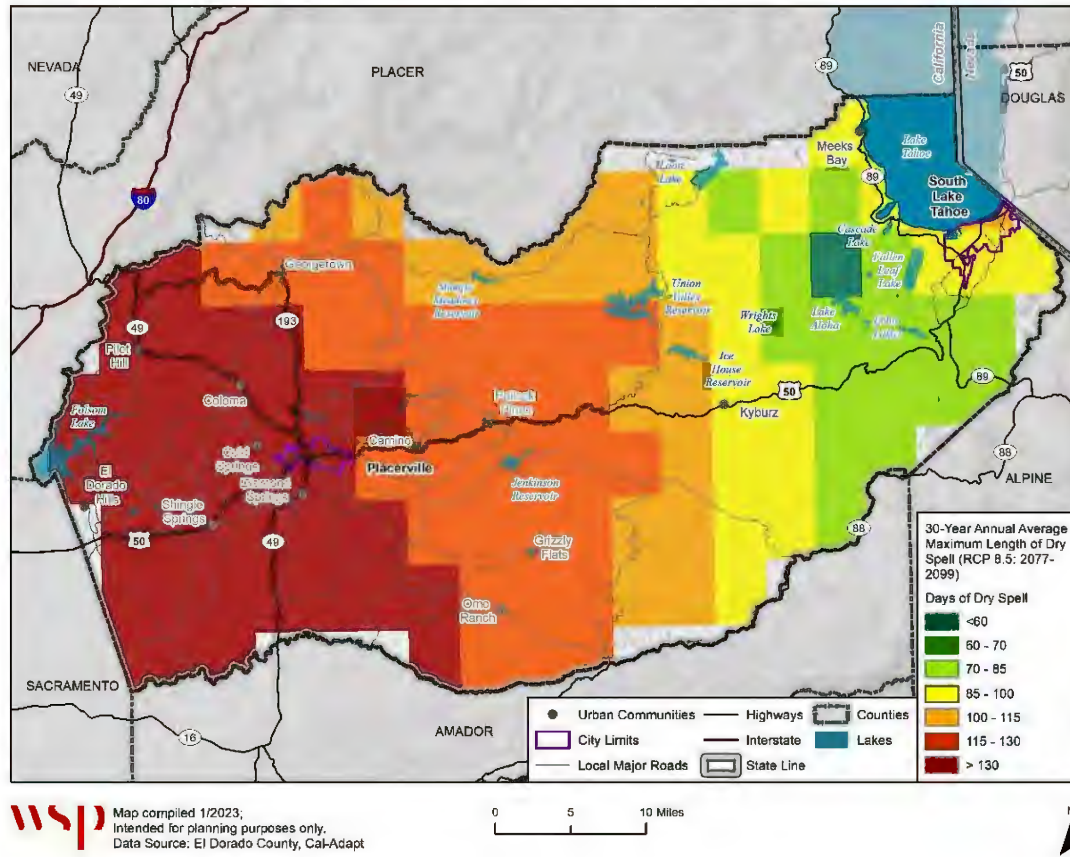 NEVADA
49
PLACER
89
California
Nevada
50
DOUGLAS
80
Meeks
Bay
Lake
Tahoe
Loon
Lake
89
South
Lake
Tahoe
Cascade
Lake
Fallen
Leaf
Lake
Georgetown
Stumpy
Meadows
Reservoir
Union
Valley
Reservoir
Wrights
Lake
Lake
Aloha
Echo
Lake
49
193
Pilot
Hill
Ice
House
Reservoir
89
Coloma
50
Kyburz
Folsom
Lake
Pollock
Pines
Camino
Placerville
Gold
Springs
Diamond
Springs
El
Dorado
Hills
Shingle
Springs
Jenkinson
Reservoir
88
ALPINE
50
49
88
Grizzly
Flats
Omo
Ranch
SACRAMENTO
16
AMADOR
30-Year Annual Average
Maximum Length of Dry
Spell (RCP 8.5: 2077-
2099)
Days of Dry Spell
<60
60 - 70
70 - 85
85 - 100
100 - 115
115 - 130
> 130
Urban Communities
Highways
Counties
City Limits
Interstate
Lakes
Local Major Roads
State Line
wsp
Map compiled 1/2023;
Intended for planning purposes only.
Data Source: El Dorado County, Cal-Adapt
0 5 10 Miles